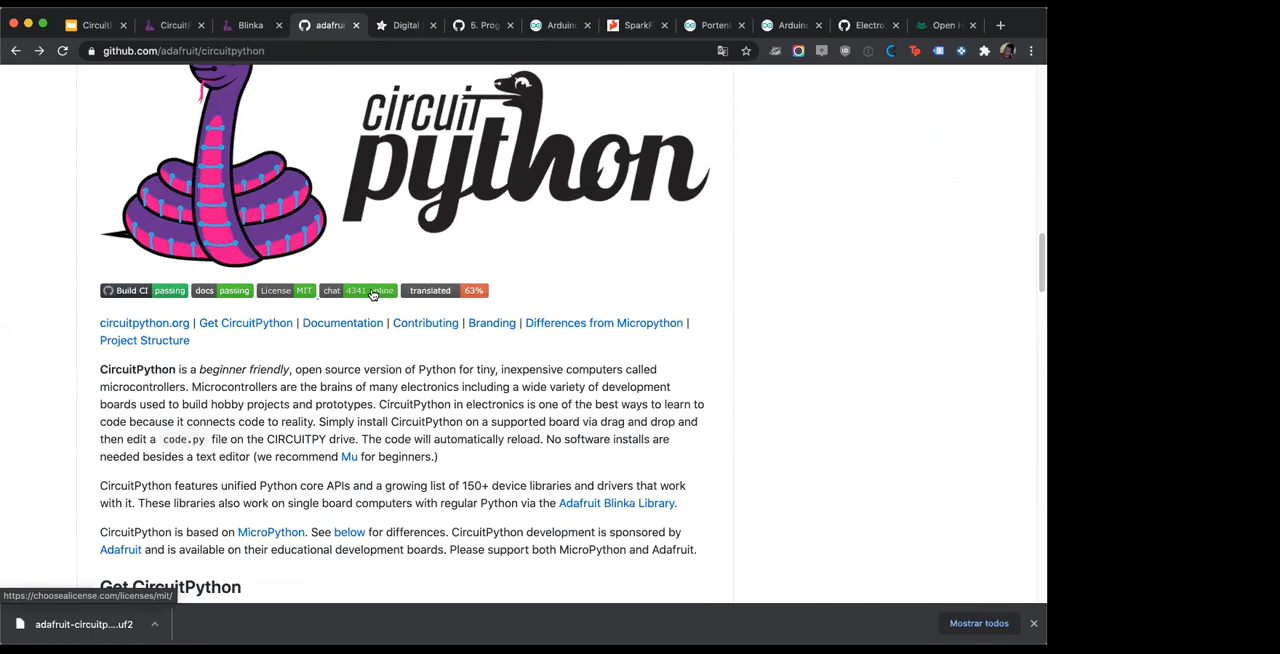 CircuitP
Circuit
Blinka
adafru
Digital
5. Prog
Arduin
SparkF
Porten
Arduin
Electro
Open H
github.com/adafruit/circuitpython
circuit
python
Build CI passing docs passing License MIT chat 4341 online translated 63%
circuitpython.org | Get CircuitPython | Documentation | Contributing | Branding | Differences from Micropython |
Project Structure
CircuitPython is a beginner friendly, open source version of Python for tiny, inexpensive computers called
microcontrollers. Microcontrollers are the brains of many electronics including a wide variety of development
boards used to build hobby projects and prototypes. CircuitPython in electronics is one of the best ways to learn to
code because it connects code to reality. Simply install CircuitPython on a supported board via drag and drop and
then edit a code.py file on the CIRCUITPY drive. The code will automatically reload. No software installs are
needed besides a text editor (we recommend Mu for beginners.)
CircuitPython features unified Python core APIs and a growing list of 150+ device libraries and drivers that work
with it. These libraries also work on single board computers with regular Python via the Adafruit Blinka Library.
CircuitPython is based on MicroPython. See below for differences. CircuitPython development is sponsored by
Adafruit and is available on their educational development boards. Please support both MicroPython and Adafruit.
Get CircuitPython
https://choosealicense.com/licenses/mit/
adafruit-circuitp....uf2
Mostrar todos